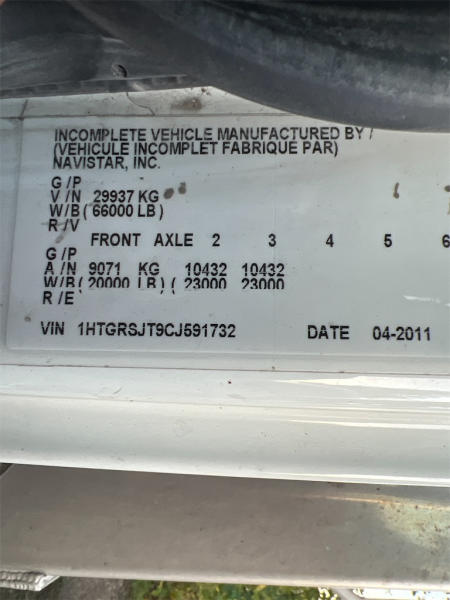 INCOMPLETE VEHICLE MANUFACTURED BY /
(VEHICULE INCOMPLET FABRIQUE PAR)
NAVISTAR, INC.
G / P
V / N 29937 KG
W/B ( 66000 LB )
R / V
FRONT AXLE 2 3 4 5 6
G / P
A / N 9071 KG 10432 10432
W/B ( 20000 LB ) ( 23000 23000
R / E
VIN 1HTGRSJT9CJ591732 DATE 04-2011